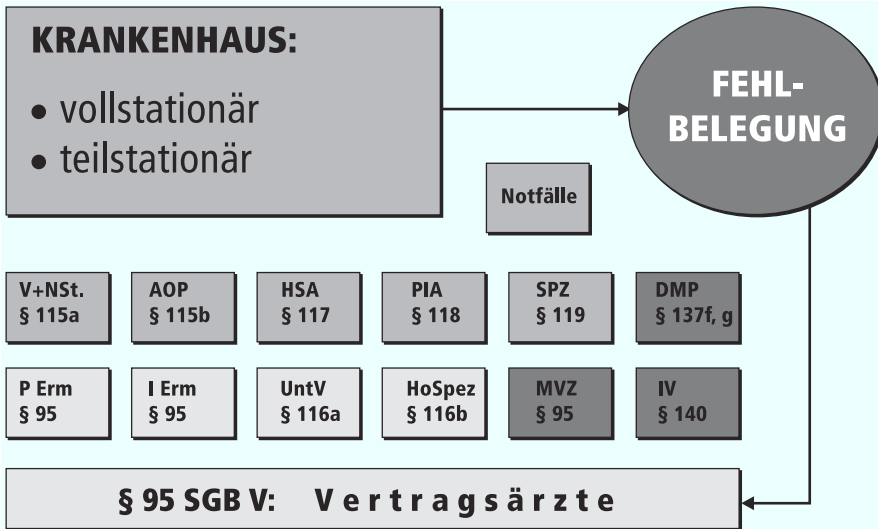 KRANKENHAUS:
• vollstationär
• teilstationär
FEHL-
BELEGUNG
Notfälle
V+NSt.
§ 115a
AOP
§ 115b
HSA
§ 117
PIA
§ 118
SPZ
§ 119
DMP
§ 137f, g
P Erm
§ 95
I Erm
§ 95
UntV
§ 116a
HoSpez
§ 116b
MVZ
§ 95
IV
§ 140
§ 95 SGB V: Vertragsärzte